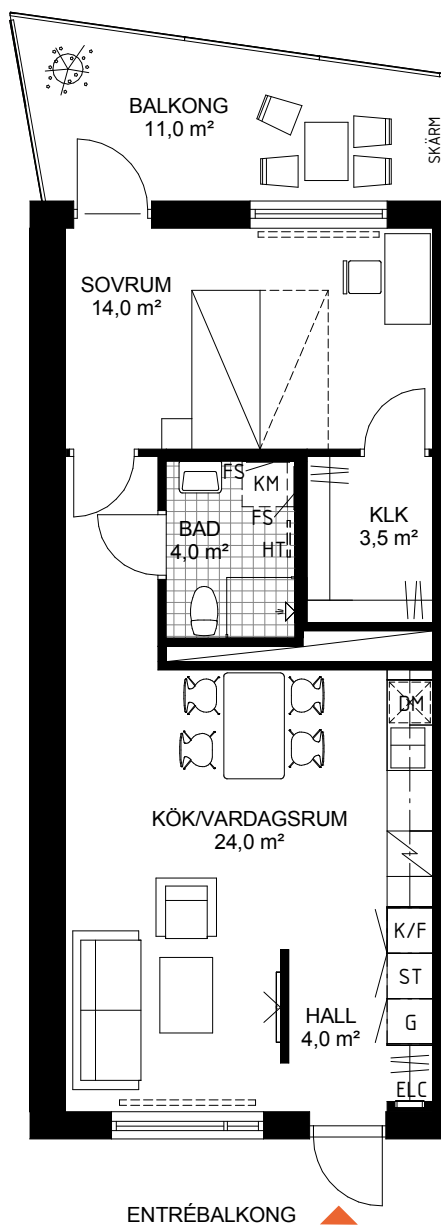 BALKONG
11,0 m²
SKÄRM
SOVRUM
14,0 m²
FS
KM
BAD
4,0 m²
FS
HT
KLK
3,5 m²
DM
KÖK/VARDAGSRUM
24,0 m²
K/F
ST
G
HALL
4,0 m²
ELC
ENTRÉBALKONG